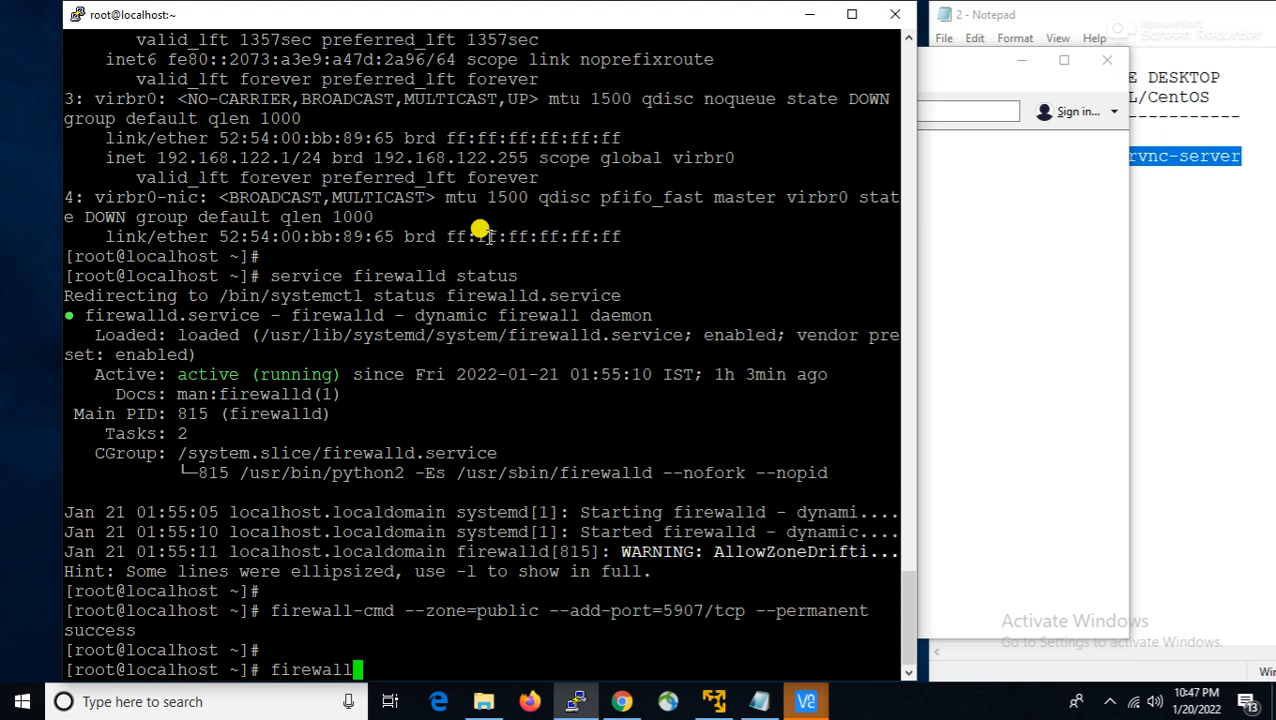 root@localhost:~
valid_lft 1357sec preferred_lft 1357sec
inet6 fe80::2073:a3e9:a47d:2c96/64 scope link noprefixroute
valid_lft forever preferred_lft forever
3: virbr0: <NO-CARRIER,BROADCAST,MULTICAST,UP> mtu 1500 qdisc noqueue state DOWN
group default qlen 1000
link/ether 52:54:00:bb:89:65 brd ff:ff:ff:ff:ff:ff
inet 192.168.122.1/24 brd 192.168.122.255 scope global virbr0
valid_lft forever preferred_lft forever
4: virbr0-nic: <BROADCAST,MULTICAST> mtu 1500 qdisc pfifo_fast master virbr0 stat
e DOWN group default qlen 1000
link/ether 52:54:00:bb:89:65 brd ff:ff:ff:ff:ff:ff
[root@localhost ~]#
[root@localhost ~]# service firewalld status
Redirecting to /bin/systemctl status firewalld.service
● firewalld.service - firewalld - dynamic firewall daemon
Loaded: loaded (/usr/lib/systemd/system/firewalld.service; enabled; vendor pre
set: enabled)
Active: active (running) since Fri 2022-01-21 01:55:10 IST; 1h 3min ago
Docs: man:firewalld(1)
Main PID: 815 (firewalld)
Tasks: 2
CGroup: /system.slice/firewalld.service
└─815 /usr/bin/python2 -Es /usr/sbin/firewalld --nofork --nopid
Jan 21 01:55:05 localhost.localdomain systemd[1]: Starting firewalld - dynami....
Jan 21 01:55:10 localhost.localdomain systemd[1]: Started firewalld - dynamic....
Jan 21 01:55:11 localhost.localdomain firewalld[815]: WARNING: AllowZoneDrifti...
Hint: Some lines were ellipsized, use -l to show in full.
[root@localhost ~]#
[root@localhost ~]# firewall-cmd --zone=public --add-port=5907/tcp --permanent
success
[root@localhost ~]#
[root@localhost ~]# firewall
2 - Notepad
File Edit Format View Help
Apowersoft
Screen Recorder
E DESKTOP
L/CentOS
-----------
rvnc-server
Sign in...
Activate Windows
Go to Settings to activate Windows.
Win
Type here to search
10:47 PM
1/20/2022
13